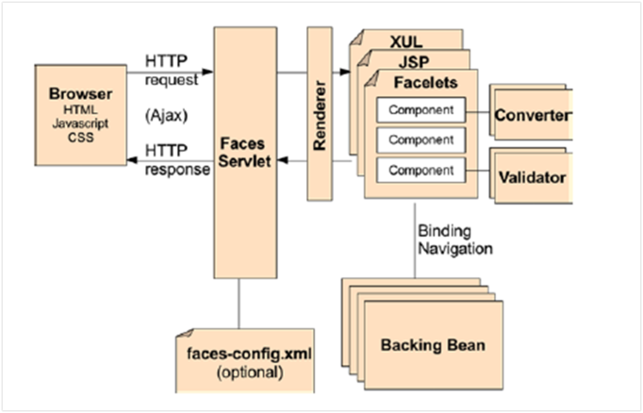 Browser
HTML
Javascript
CSS
HTTP
request
(Ajax)
HTTP
response
Faces
Servlet
Renderer
XUL
JSP
Facelets
Component
Component
Component
Converter
Validator
Binding
Navigation
faces-config.xml
(optional)
Backing Bean